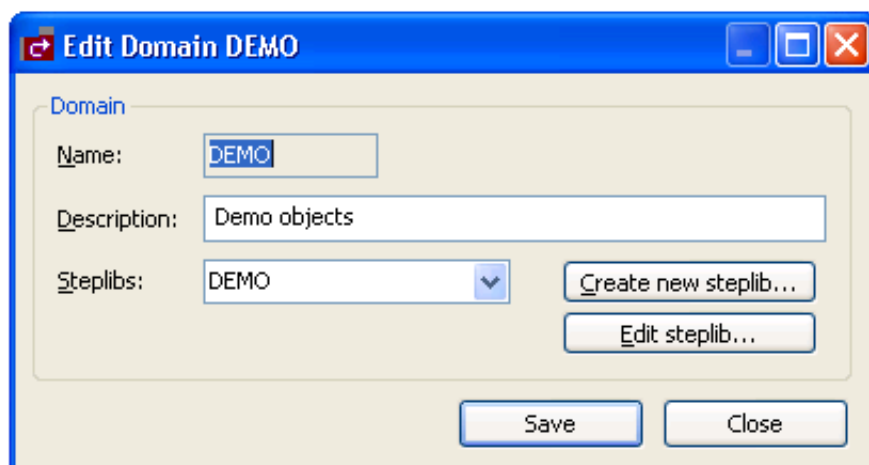 Edit Domain DEMO
Domain
Name: DEMO
Description: Demo objects
Steplibs: DEMO Create new steplib...
Edit steplib...
Save Close